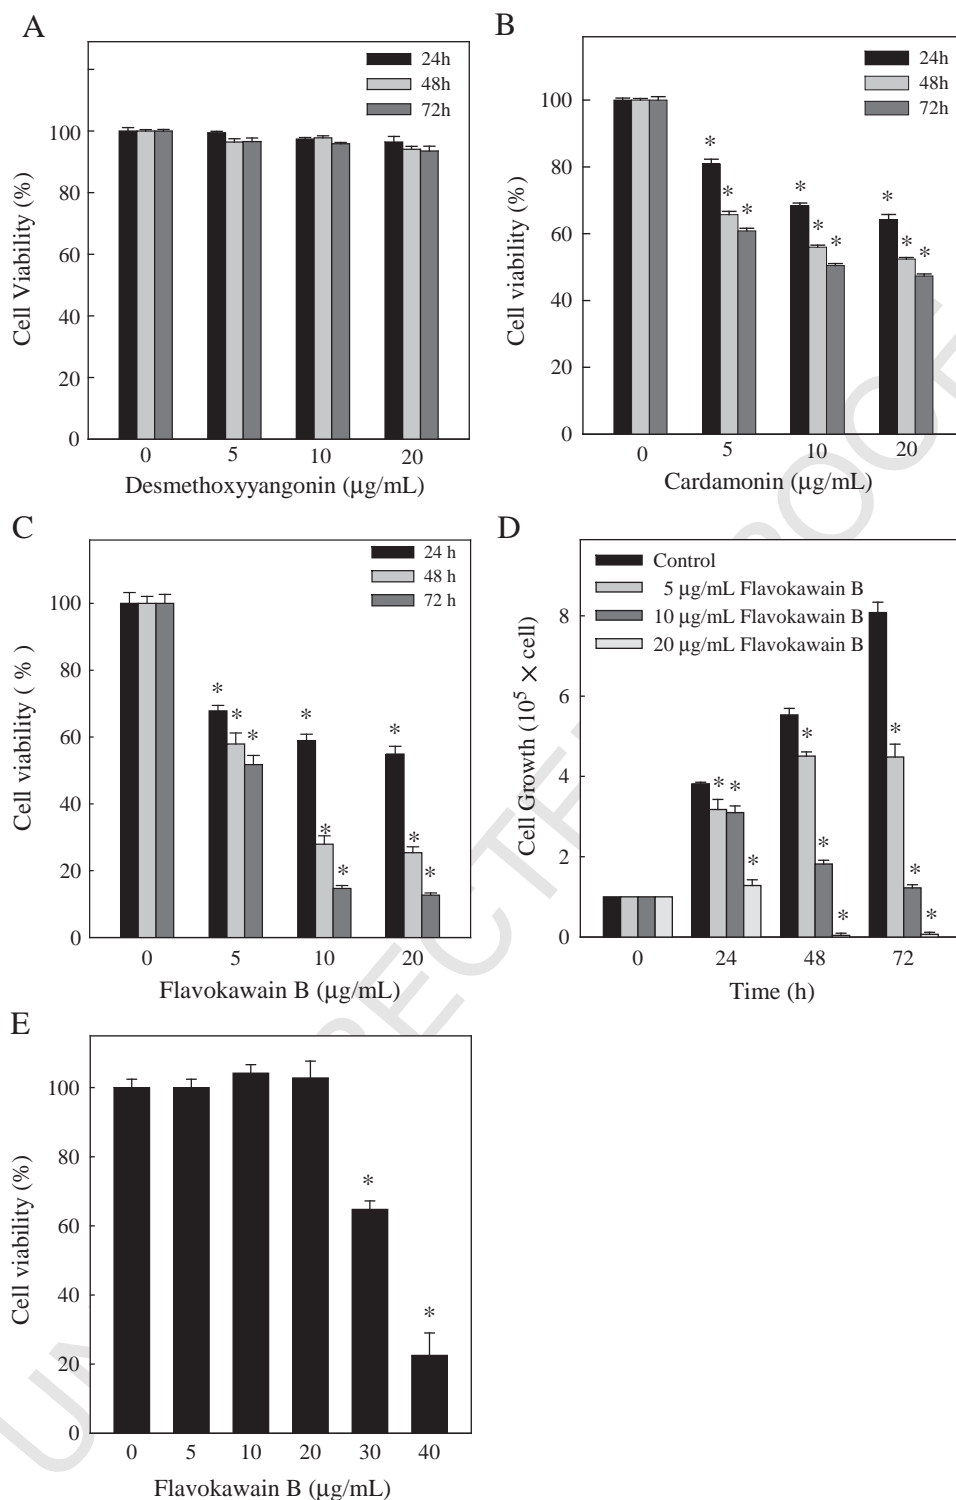 A
24h
48h
72h
100
80
60
40
20
0
Cell Viability (%)
0 5 10 20
Desmethoxyyangonin (μg/mL)
B
24h
48h
72h
100
80
60
40
20
0
Cell viability (%)
* * * * * * * * *
0 5 10 20
Cardamonin (μg/mL)
C
24 h
48 h
72 h
100
80
60
40
20
0
Cell viability ( % )
* * * * * * * * *
0 5 10 20
Flavokawain B (μg/mL)
D
Control
5 μg/mL Flavokawain B
10 μg/mL Flavokawain B
20 μg/mL Flavokawain B
8
6
4
2
0
Cell Growth (10⁵ × cell)
* * * * * * * * *
0 24 48 72
Time (h)
E
100
80
60
40
20
0
Cell viability (%)
* *
0 5 10 20 30 40
Flavokawain B (μg/mL)